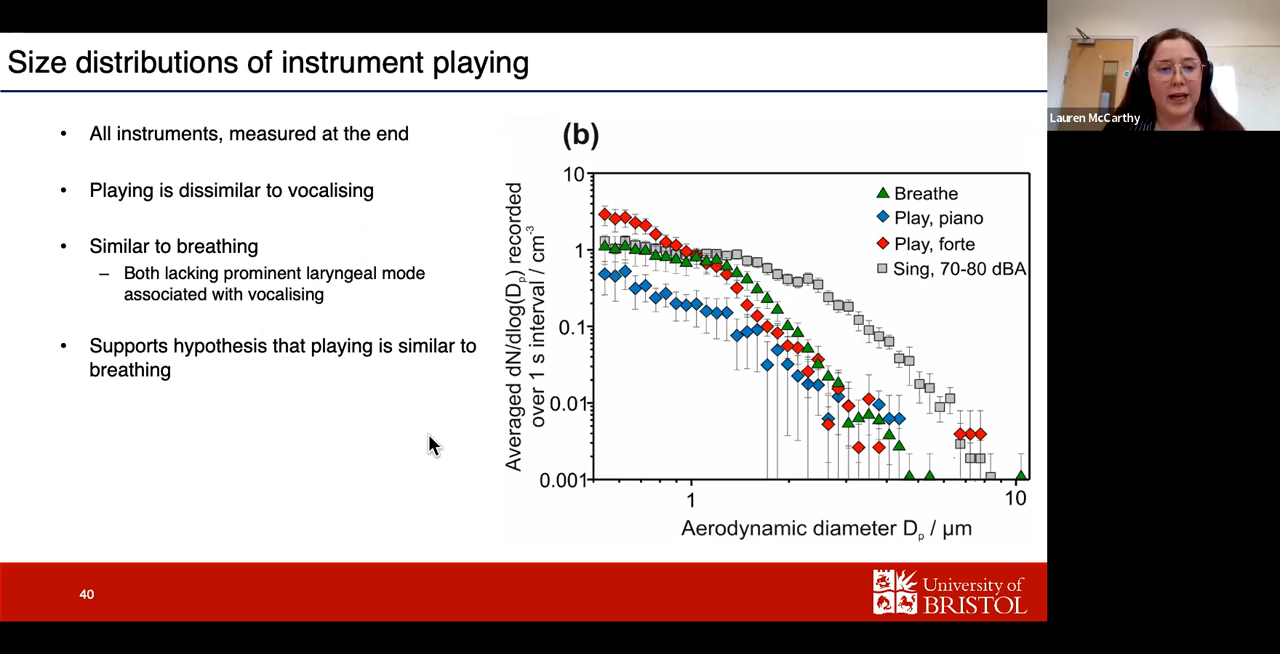 Size distributions of instrument playing
Lauren McCarthy
• All instruments, measured at the end
• Playing is dissimilar to vocalising
• Similar to breathing
– Both lacking prominent laryngeal mode
associated with vocalising
• Supports hypothesis that playing is similar to
breathing
(b)
Averaged dN/dlog(Dp) recorded
over 1 s interval / cm-3
10
1
0.1
0.01
0.001
Breathe
Play, piano
Play, forte
Sing, 70-80 dBA
1
10
Aerodynamic diameter Dp / μm
40
University of
BRISTOL